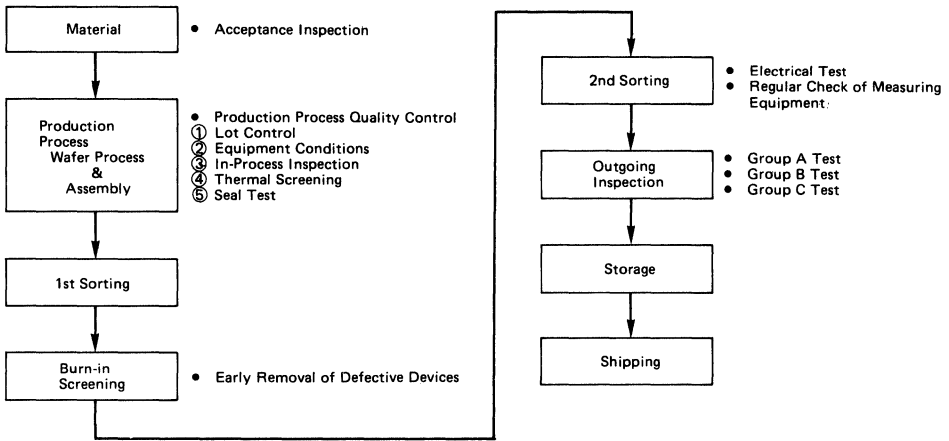 Material
• Acceptance Inspection
Production
Process
Wafer Process
&
Assembly
• Production Process Quality Control
① Lot Control
② Equipment Conditions
③ In-Process Inspection
④ Thermal Screening
⑤ Seal Test
1st Sorting
Burn-in
Screening
• Early Removal of Defective Devices
2nd Sorting
• Electrical Test
• Regular Check of Measuring
Equipment
Outgoing
Inspection
• Group A Test
• Group B Test
• Group C Test
Storage
Shipping